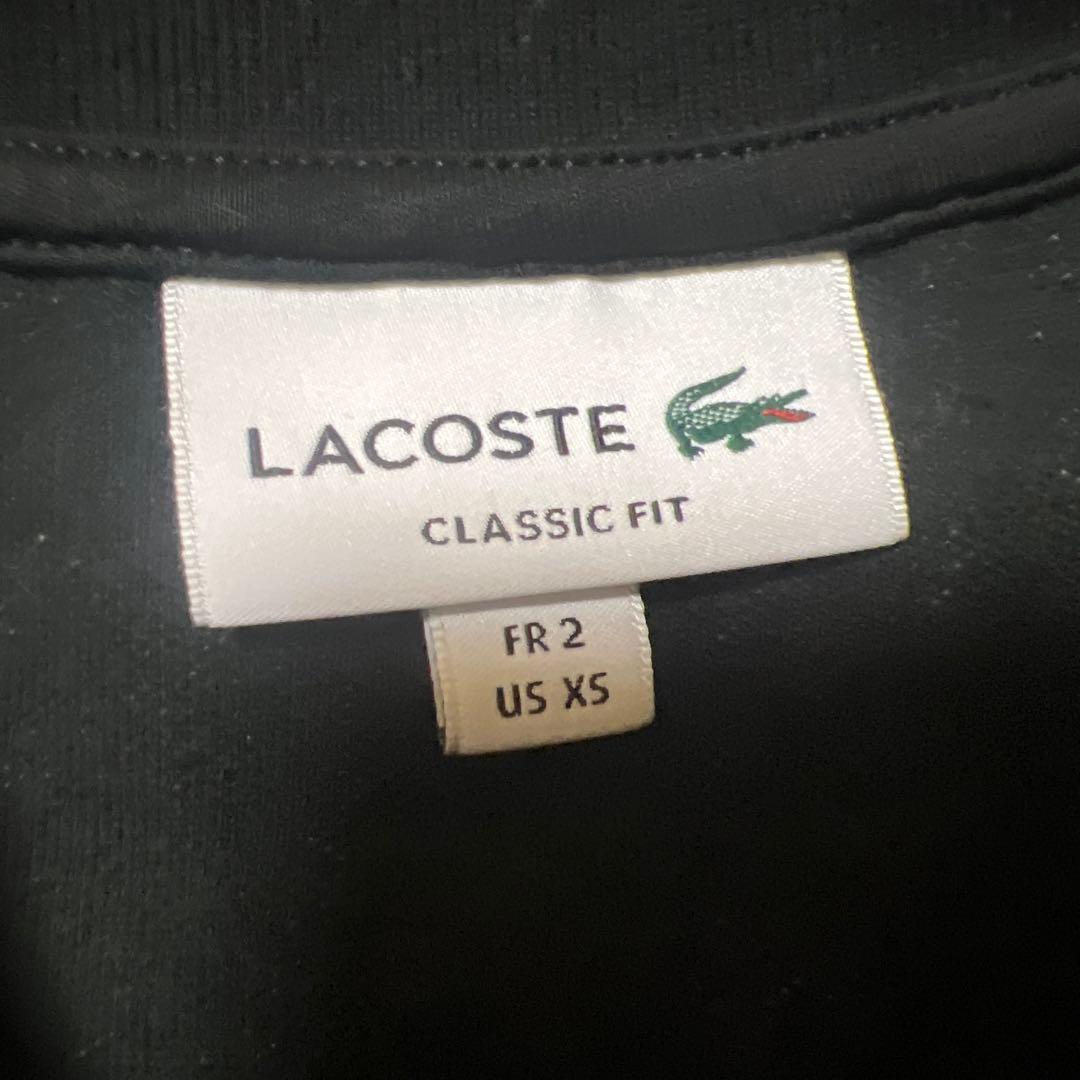 LACOSTE
CLASSIC FIT
FR 2
US XS